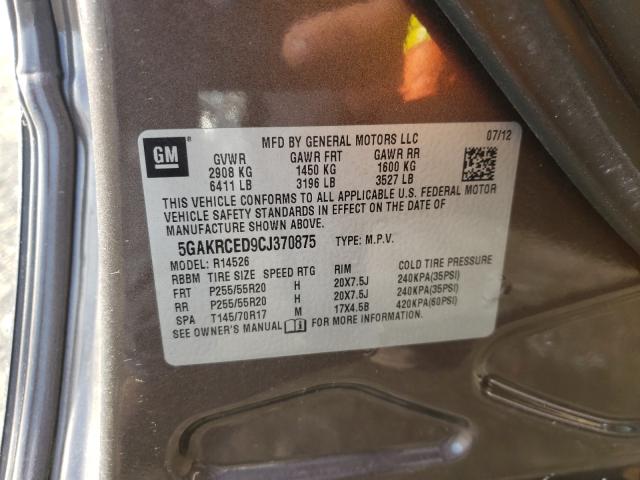 GM
MFD BY GENERAL MOTORS LLC 07/12
GVWR GAWR FRT GAWR RR
2908 KG 1450 KG 1600 KG
6411 LB 3196 LB 3527 LB
THIS VEHICLE CONFORMS TO ALL APPLICABLE U.S. FEDERAL MOTOR
VEHICLE SAFETY STANDARDS IN EFFECT ON THE DATE OF
MANUFACTURE SHOWN ABOVE.
5GAKRCED9CJ370875 TYPE: M.P.V.
MODEL: R14526
RBBM TIRE SIZE SPEED RTG RIM COLD TIRE PRESSURE
FRT P255/55R20 H 20X7.5J 240KPA(35PSI)
RR P255/55R20 H 20X7.5J 240KPA(35PSI)
SPA T145/70R17 M 17X4.5B 420KPA(60PSI)
SEE OWNER'S MANUAL FOR MORE INFORMATION.